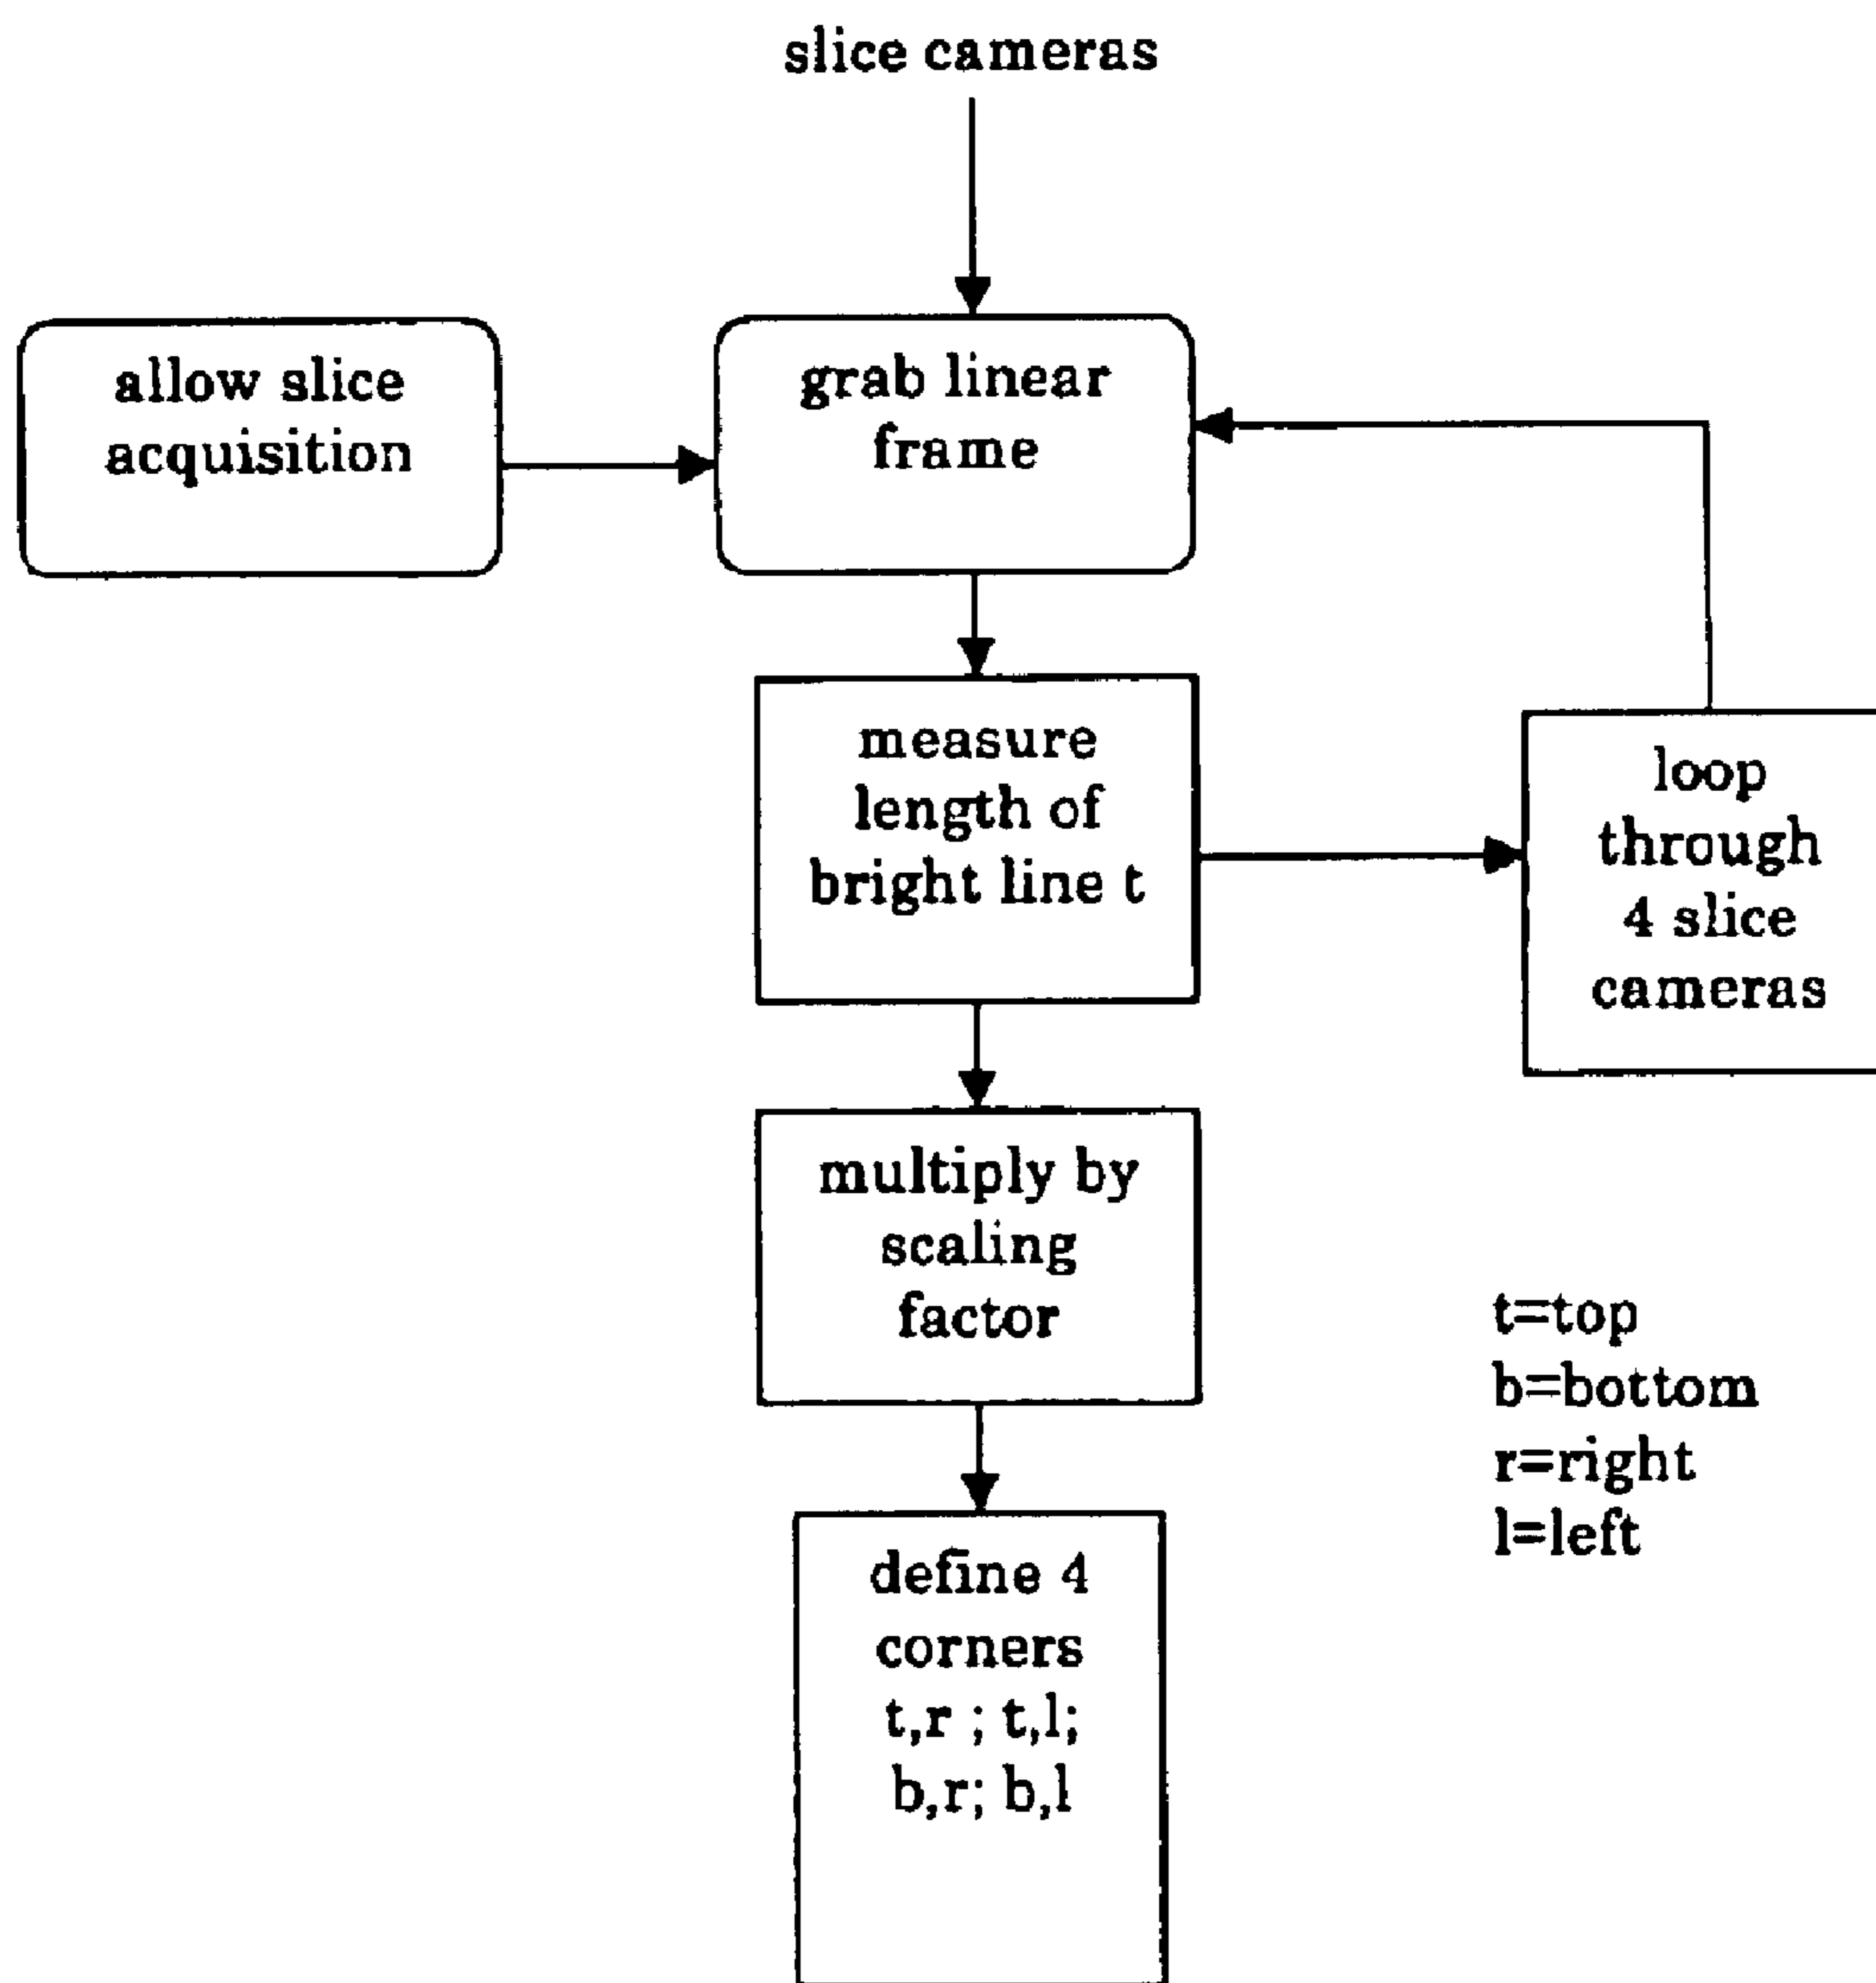 slice cameras
allow slice
acquisition
grab linear
frame
measure
length of
bright line t
loop
through
4 slice
cameras
multiply by
scaling
factor
t=top
b=bottom
r=right
l=left
define 4
corners
t,r ; t,l;
b,r; b,l